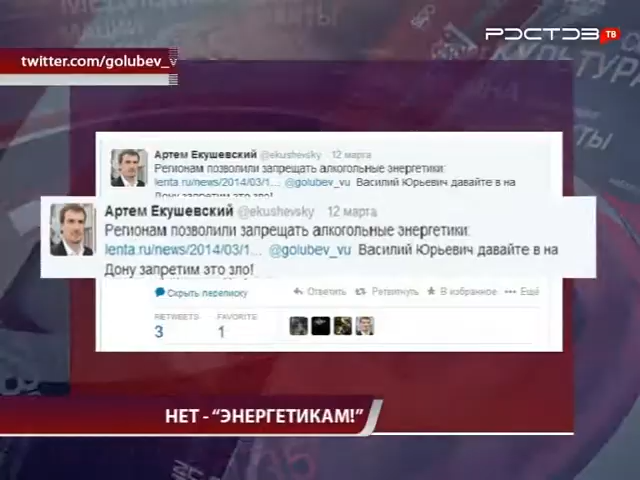 РОСТОВ ТВ
twitter.com/golubev_v
Артем Екушевский @ekushevsky 12 марта
Регионам позволили запрещать алкогольные энергетики:
lenta.ru/news/2014/03/1... @golubev_vu Василий Юрьевич давайте в на
Дону запретим это зло!
Артем Екушевский @ekushevsky 12 марта
Регионам позволили запрещать алкогольные энергетики:
lenta.ru/news/2014/03/1... @golubev_vu Василий Юрьевич давайте в на
Дону запретим это зло!
Скрыть переписку Ответить Ретвитнуть В избранное Ещё
RETWEETS FAVORITE
3 1
НЕТ - “ЭНЕРГЕТИКАМ!”